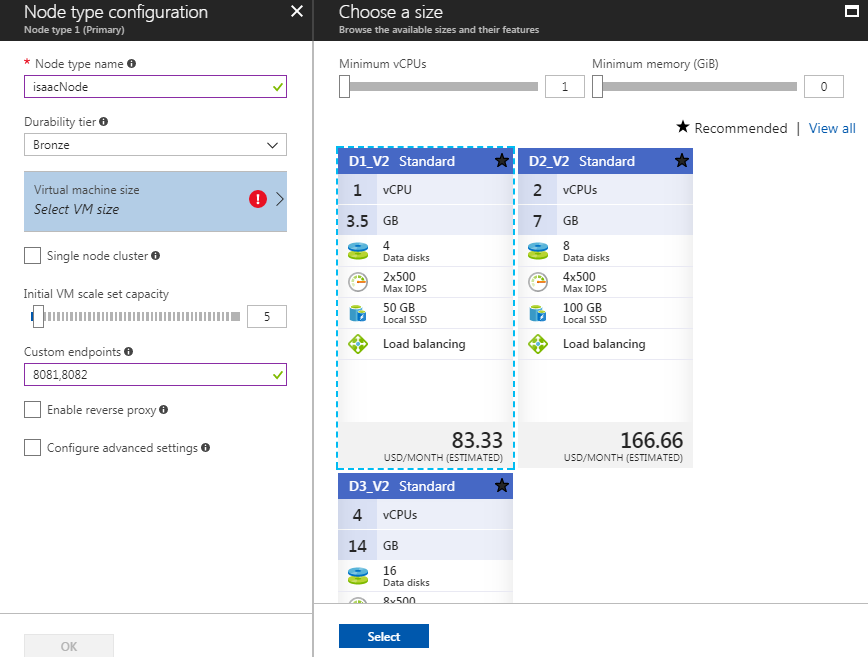 Node type configuration
Node type 1 (Primary)
* Node type name
isaacNode
Durability tier
Bronze
Virtual machine size
Select VM size
Single node cluster
Initial VM scale set capacity
5
Custom endpoints
8081,8082
Enable reverse proxy
Configure advanced settings
OK
Choose a size
Browse the available sizes and their features
Minimum vCPUs
1
Minimum memory (GiB)
0
★ Recommended | View all
D1_V2 Standard ★
1 vCPU
3.5 GB
4
Data disks
2x500
Max IOPS
50 GB
Local SSD
Load balancing
83.33
USD/MONTH (ESTIMATED)
D2_V2 Standard ★
2 vCPUs
7 GB
8
Data disks
4x500
Max IOPS
100 GB
Local SSD
Load balancing
166.66
USD/MONTH (ESTIMATED)
D3_V2 Standard ★
4 vCPUs
14 GB
16
Data disks
8x500
Select